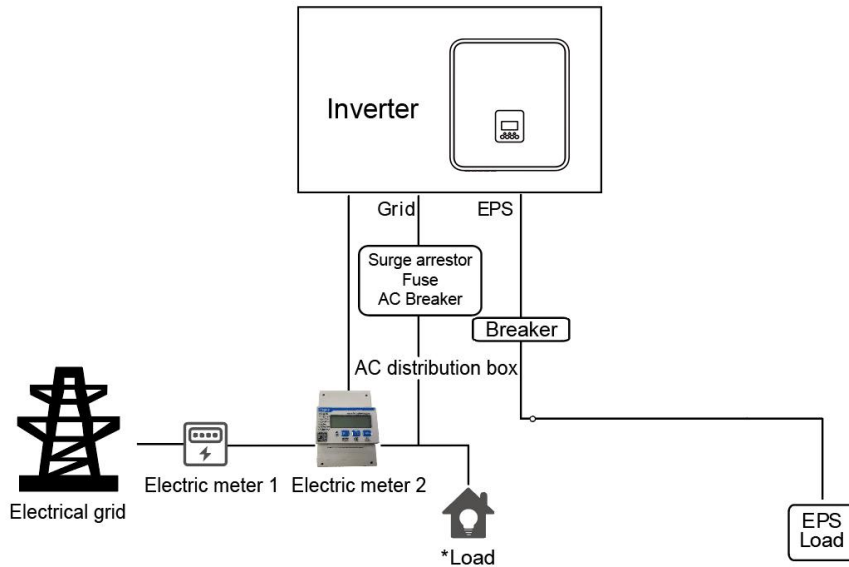 Inverter
Grid
EPS
Surge arrestor
Fuse
AC Breaker
Breaker
AC distribution box
Electric meter 1
Electric meter 2
Electrical grid
*Load
EPS
Load